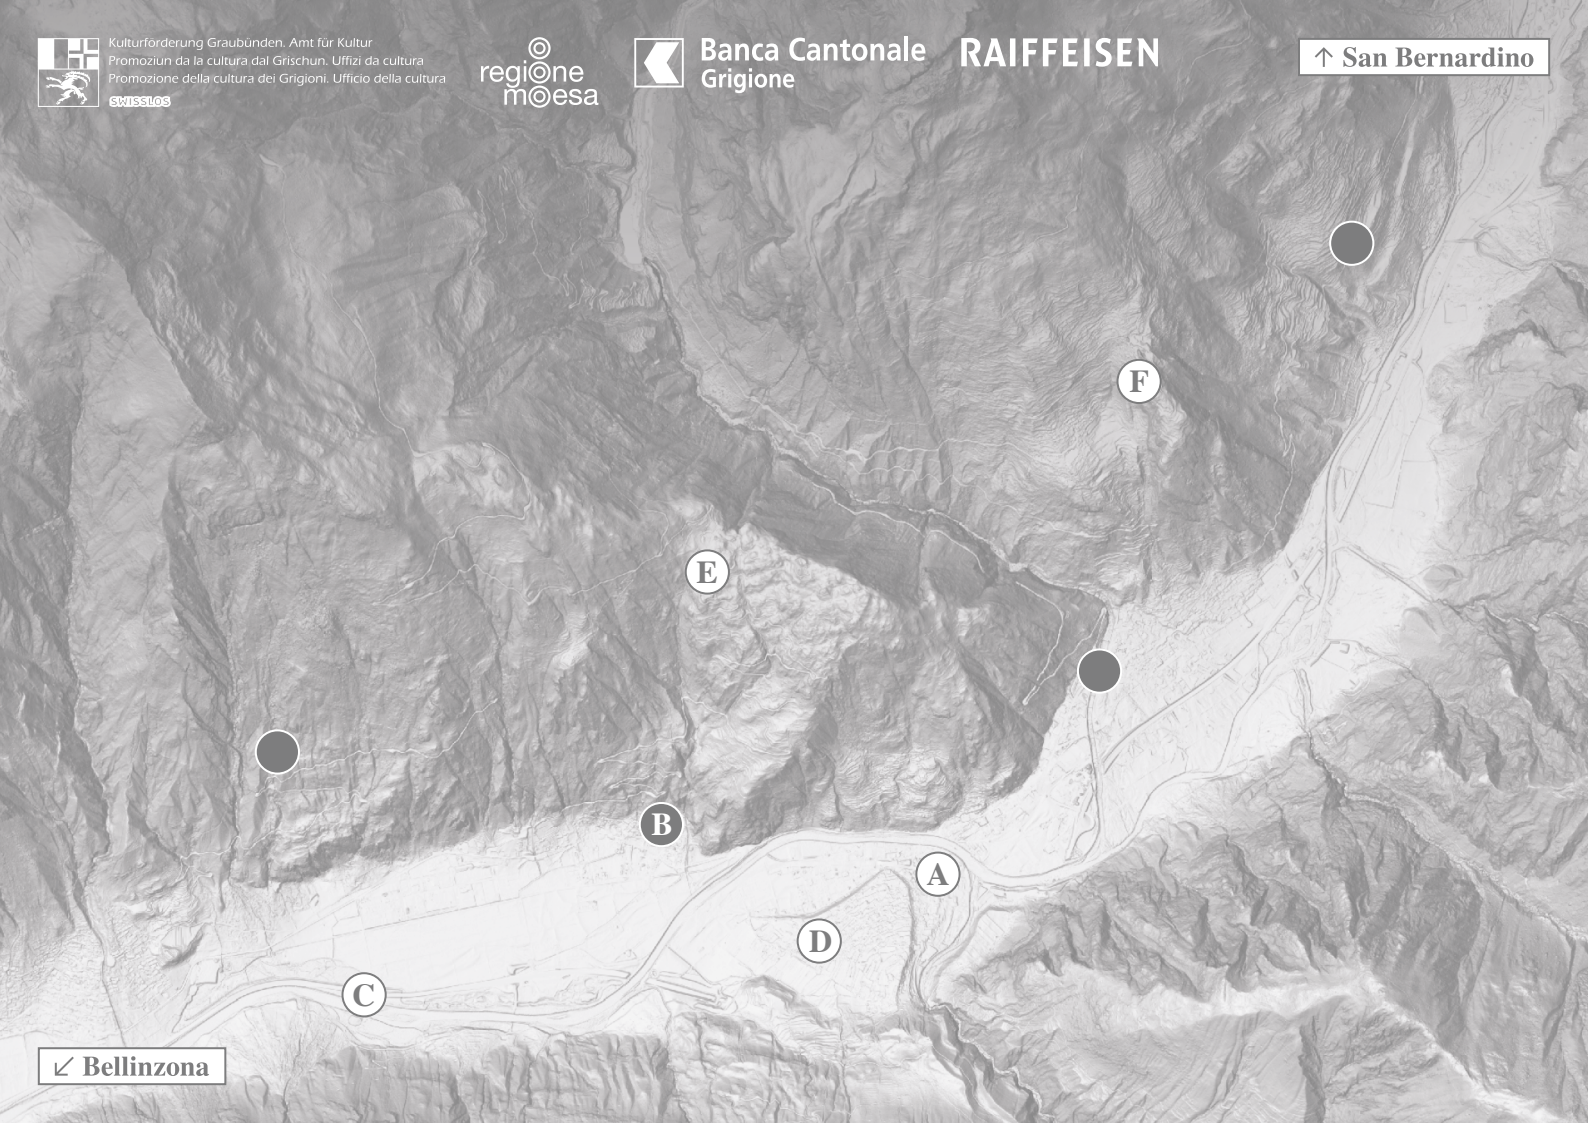 Kulturförderung Graubünden. Amt für Kultur
Promoziun da la cultura dal Grischun. Uffizi da cultura
Promozione della cultura dei Grigioni. Ufficio della cultura
SWISSLOS
regione
moesa
Banca Cantonale
Grigione
RAIFFEISEN
↑ San Bernardino
F
E
B
A
D
C
↙ Bellinzona